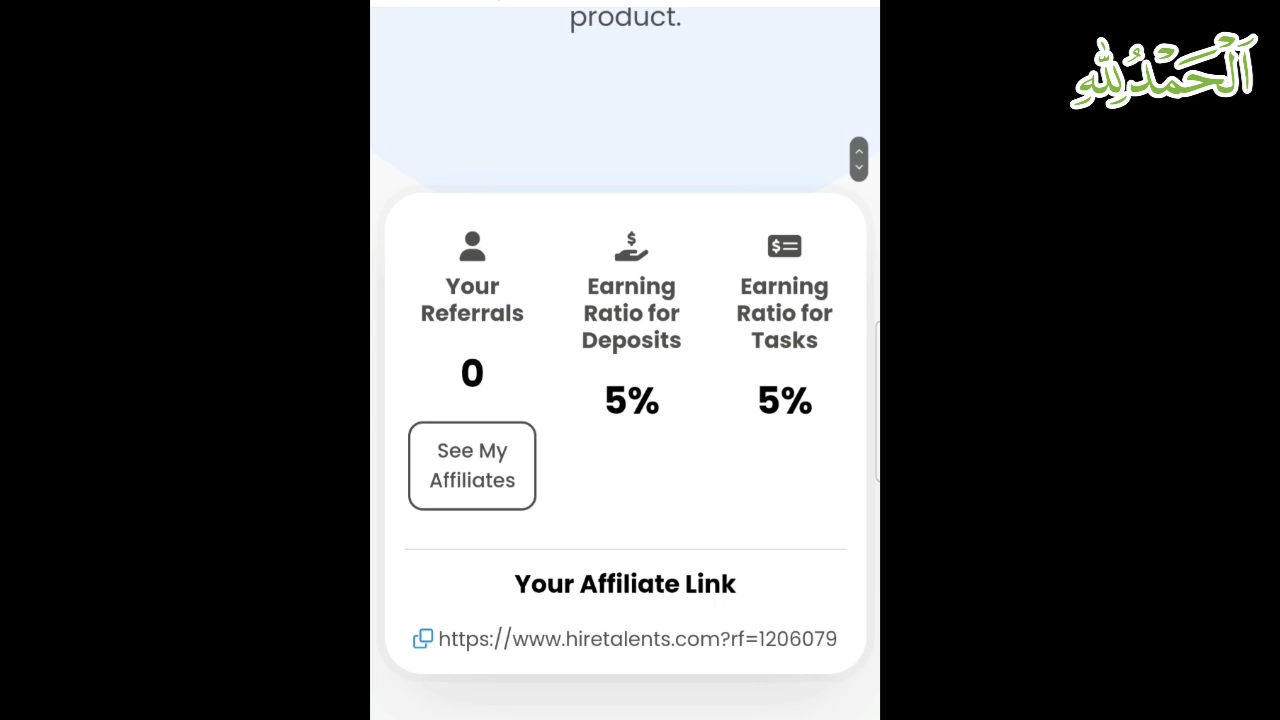 product.
اَلْحَمْدُلِلّٰهِ
Your
Referrals
0
See My
Affiliates
Earning
Ratio for
Deposits
5%
Earning
Ratio for
Tasks
5%
Your Affiliate Link
https://www.hiretalents.com?rf=1206079